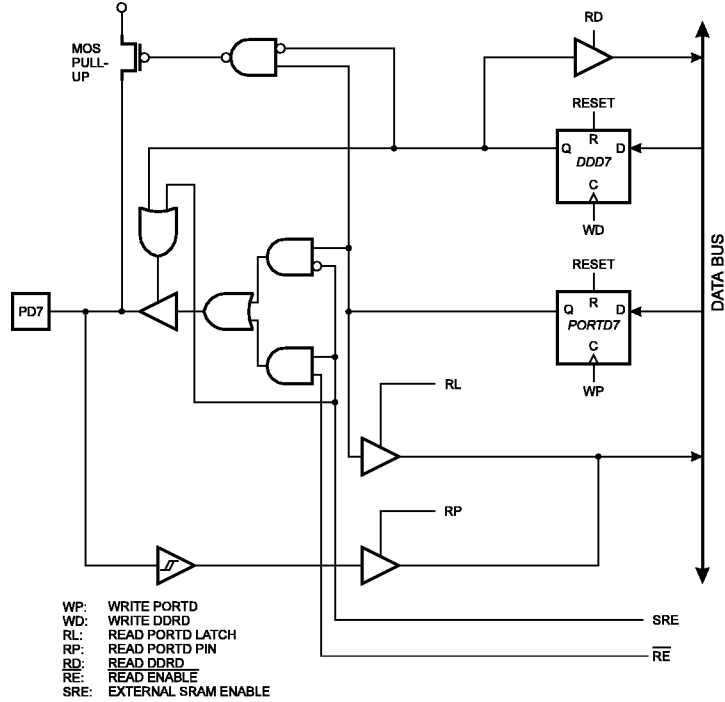 RD
MOS
PULL-
UP
RESET
R
Q
D
DDD7
C
WD
RESET
DATA BUS
R
PD7
Q
D
PORTD7
C
WP
RL
RP
WP: WRITE PORTD
WD: WRITE DDRD
RL: READ PORTD LATCH
RP: READ PORTD PIN
RD: READ DDRD
RE: READ ENABLE
SRE: EXTERNAL SRAM ENABLE
SRE
RE